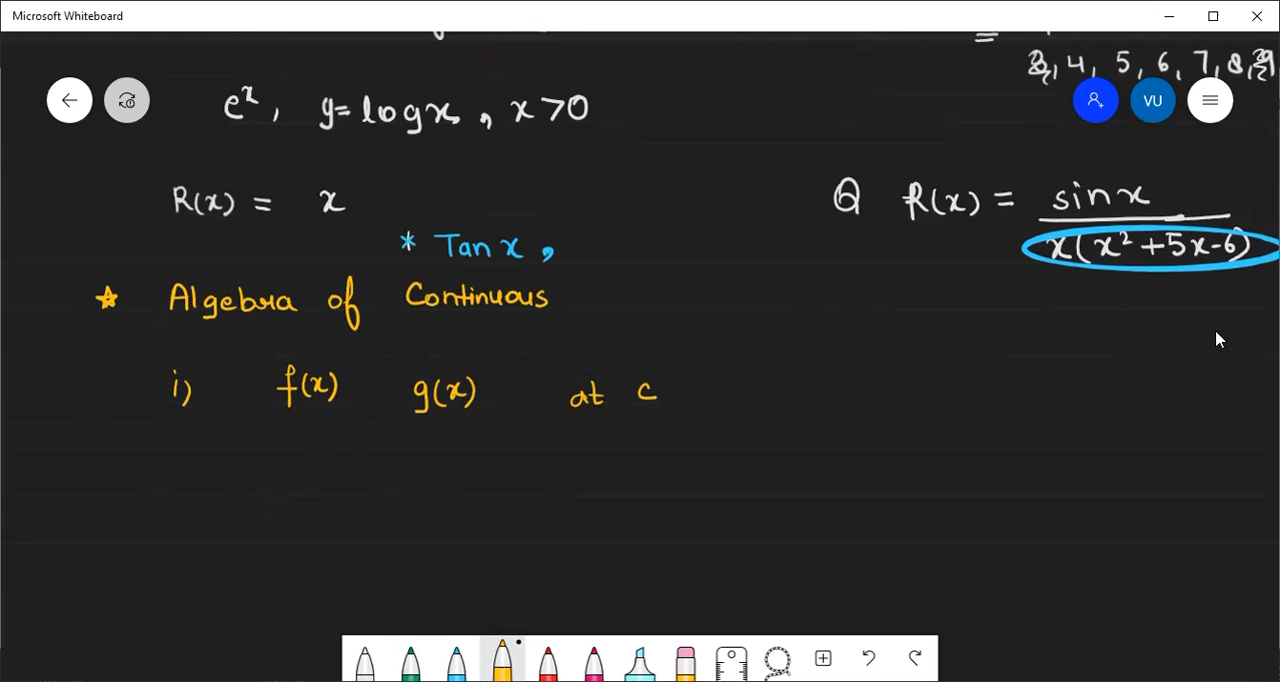 Microsoft Whiteboard
4, 5, 6, 7, 8,
VU
e^x, y= log x, x>0
R(x) = x
Q R(x) = sin x / x(x² +5x-6)
* Tan x,
☆ Algebra of Continuous
i) f(x) g(x) at c